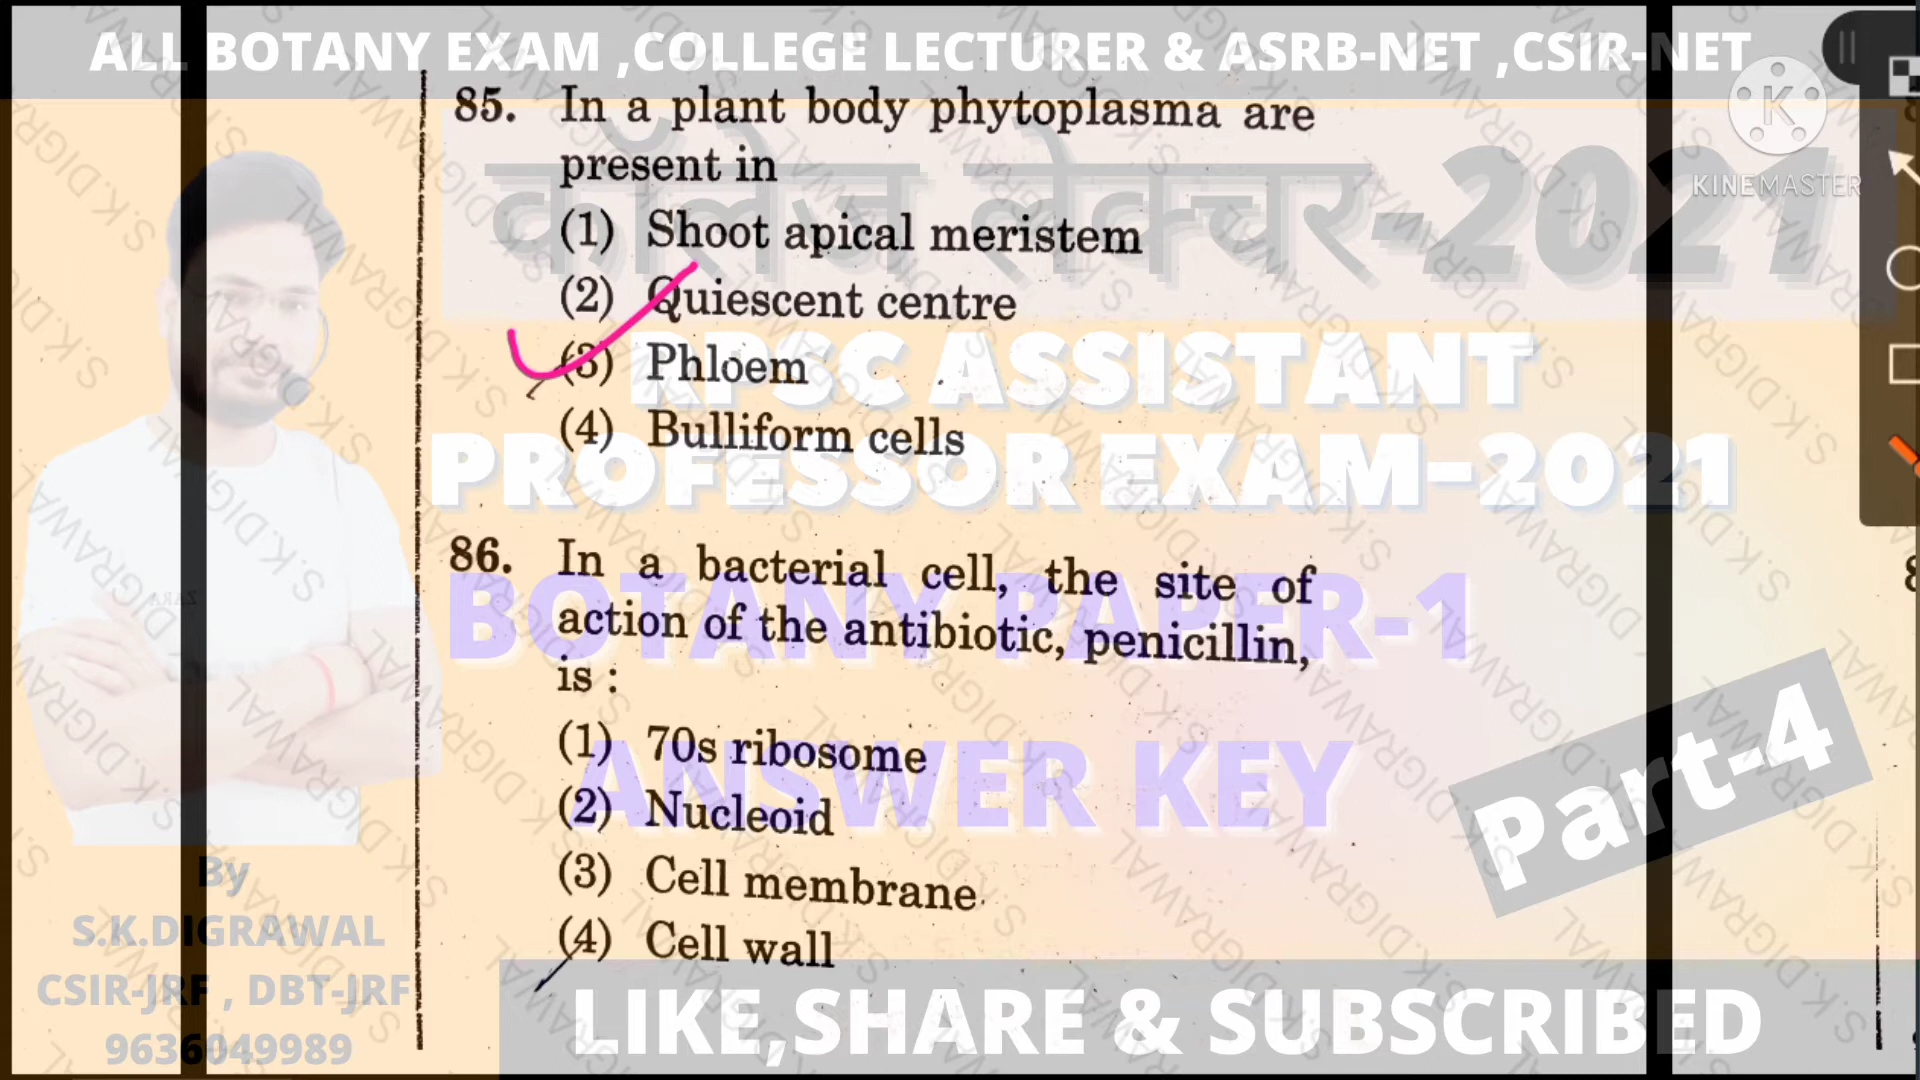 ALL BOTANY EXAM ,COLLEGE LECTURER & ASRB-NET ,CSIR-NET
K
KINEMASTER
कॉलेज लेक्चर-2021
85. In a plant body phytoplasma are
present in
(1) Shoot apical meristem
(2) Quiescent centre
(3) Phloem
(4) Bulliform cells
RPSC ASSISTANT
PROFESSOR EXAM-2021
86. In a bacterial cell, the site of
action of the antibiotic, penicillin,
is :
(1) 70s ribosome
(2) Nucleoid
(3) Cell membrane
(4) Cell wall
BOTANY PAPER-1
ANSWER KEY
Part-4
By
S.K.DIGRAWAL
CSIR-JRF , DBT-JRF
9636049989
LIKE,SHARE & SUBSCRIBED
S.K.DIGRAWAL